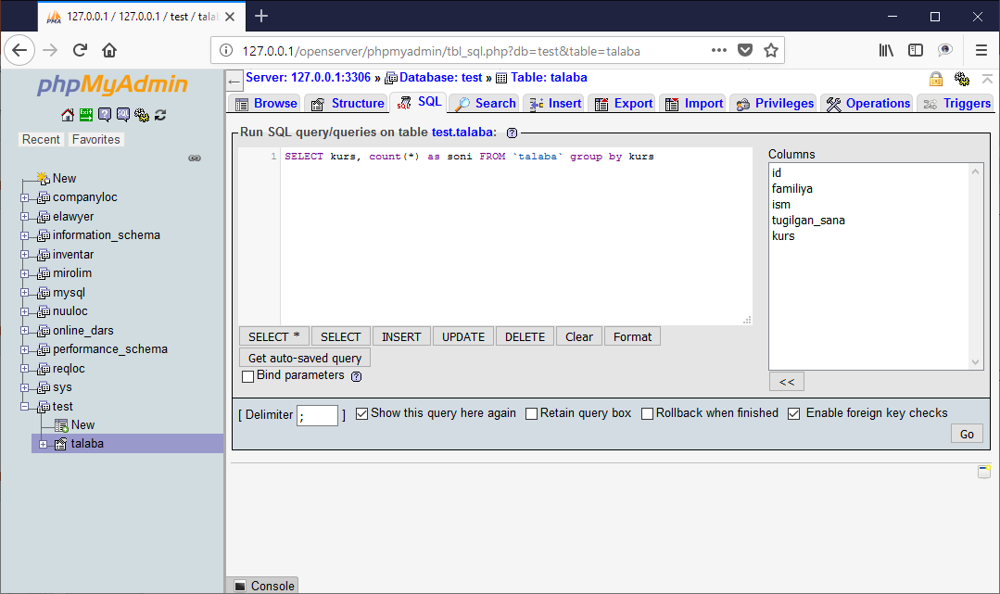 127.0.0.1 / 127.0.0.1 / test / tala
127.0.0.1/openserver/phpmyadmin/tbl_sql.php?db=test&table=talaba
phpMyAdmin
Recent Favorites
New
companyloc
elawyer
information_schema
inventar
mirolim
mysql
nuuloc
online_dars
performance_schema
reqloc
sys
test
New
talaba
Server: 127.0.0.1:3306 » Database: test » Table: talaba
Browse Structure SQL Search Insert Export Import Privileges Operations Triggers
Run SQL query/queries on table test.talaba:
1 SELECT kurs, count(*) as soni FROM `talaba` group by kurs
Columns
id
familiya
ism
tugilgan_sana
kurs
SELECT * SELECT INSERT UPDATE DELETE Clear Format
Get auto-saved query
Bind parameters
<<
[ Delimiter ; ] Show this query here again Retain query box Rollback when finished Enable foreign key checks
Go
Console